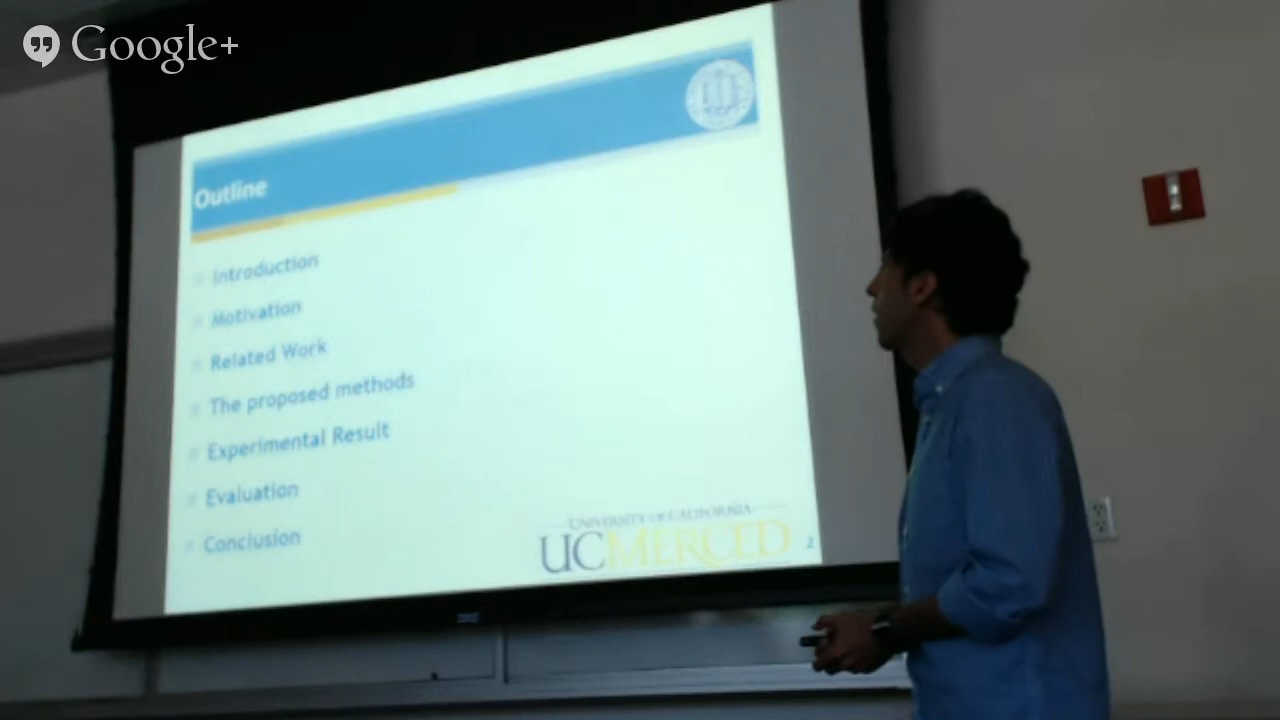 Google+
Outline
Introduction
Motivation
Related Work
The proposed methods
Experimental Result
Evaluation
Conclusion
UNIVERSITY OF CALIFORNIA
UCMERCED
2